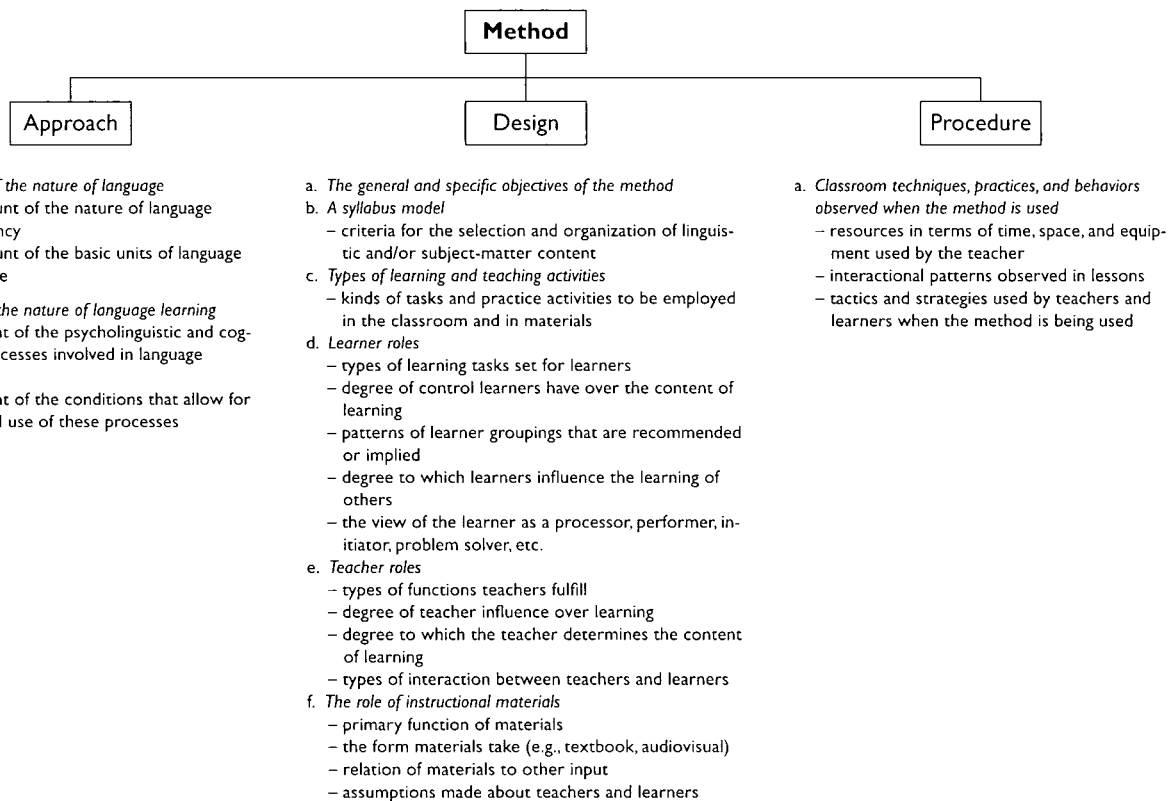 Method
Approach
Design
Procedure
the nature of language
unt of the nature of language
ncy
unt of the basic units of language
e
the nature of language learning
nt of the psycholinguistic and cog-
cesses involved in language
nt of the conditions that allow for
l use of these processes
a. The general and specific objectives of the method
b. A syllabus model
– criteria for the selection and organization of linguis-
tic and/or subject-matter content
c. Types of learning and teaching activities
– kinds of tasks and practice activities to be employed
in the classroom and in materials
d. Learner roles
– types of learning tasks set for learners
– degree of control learners have over the content of
learning
– patterns of learner groupings that are recommended
or implied
– degree to which learners influence the learning of
others
– the view of the learner as a processor, performer, in-
itiator, problem solver, etc.
e. Teacher roles
– types of functions teachers fulfill
– degree of teacher influence over learning
– degree to which the teacher determines the content
of learning
– types of interaction between teachers and learners
f. The role of instructional materials
– primary function of materials
– the form materials take (e.g., textbook, audiovisual)
– relation of materials to other input
– assumptions made about teachers and learners
a. Classroom techniques, practices, and behaviors
observed when the method is used
– resources in terms of time, space, and equip-
ment used by the teacher
– interactional patterns observed in lessons
– tactics and strategies used by teachers and
learners when the method is being used